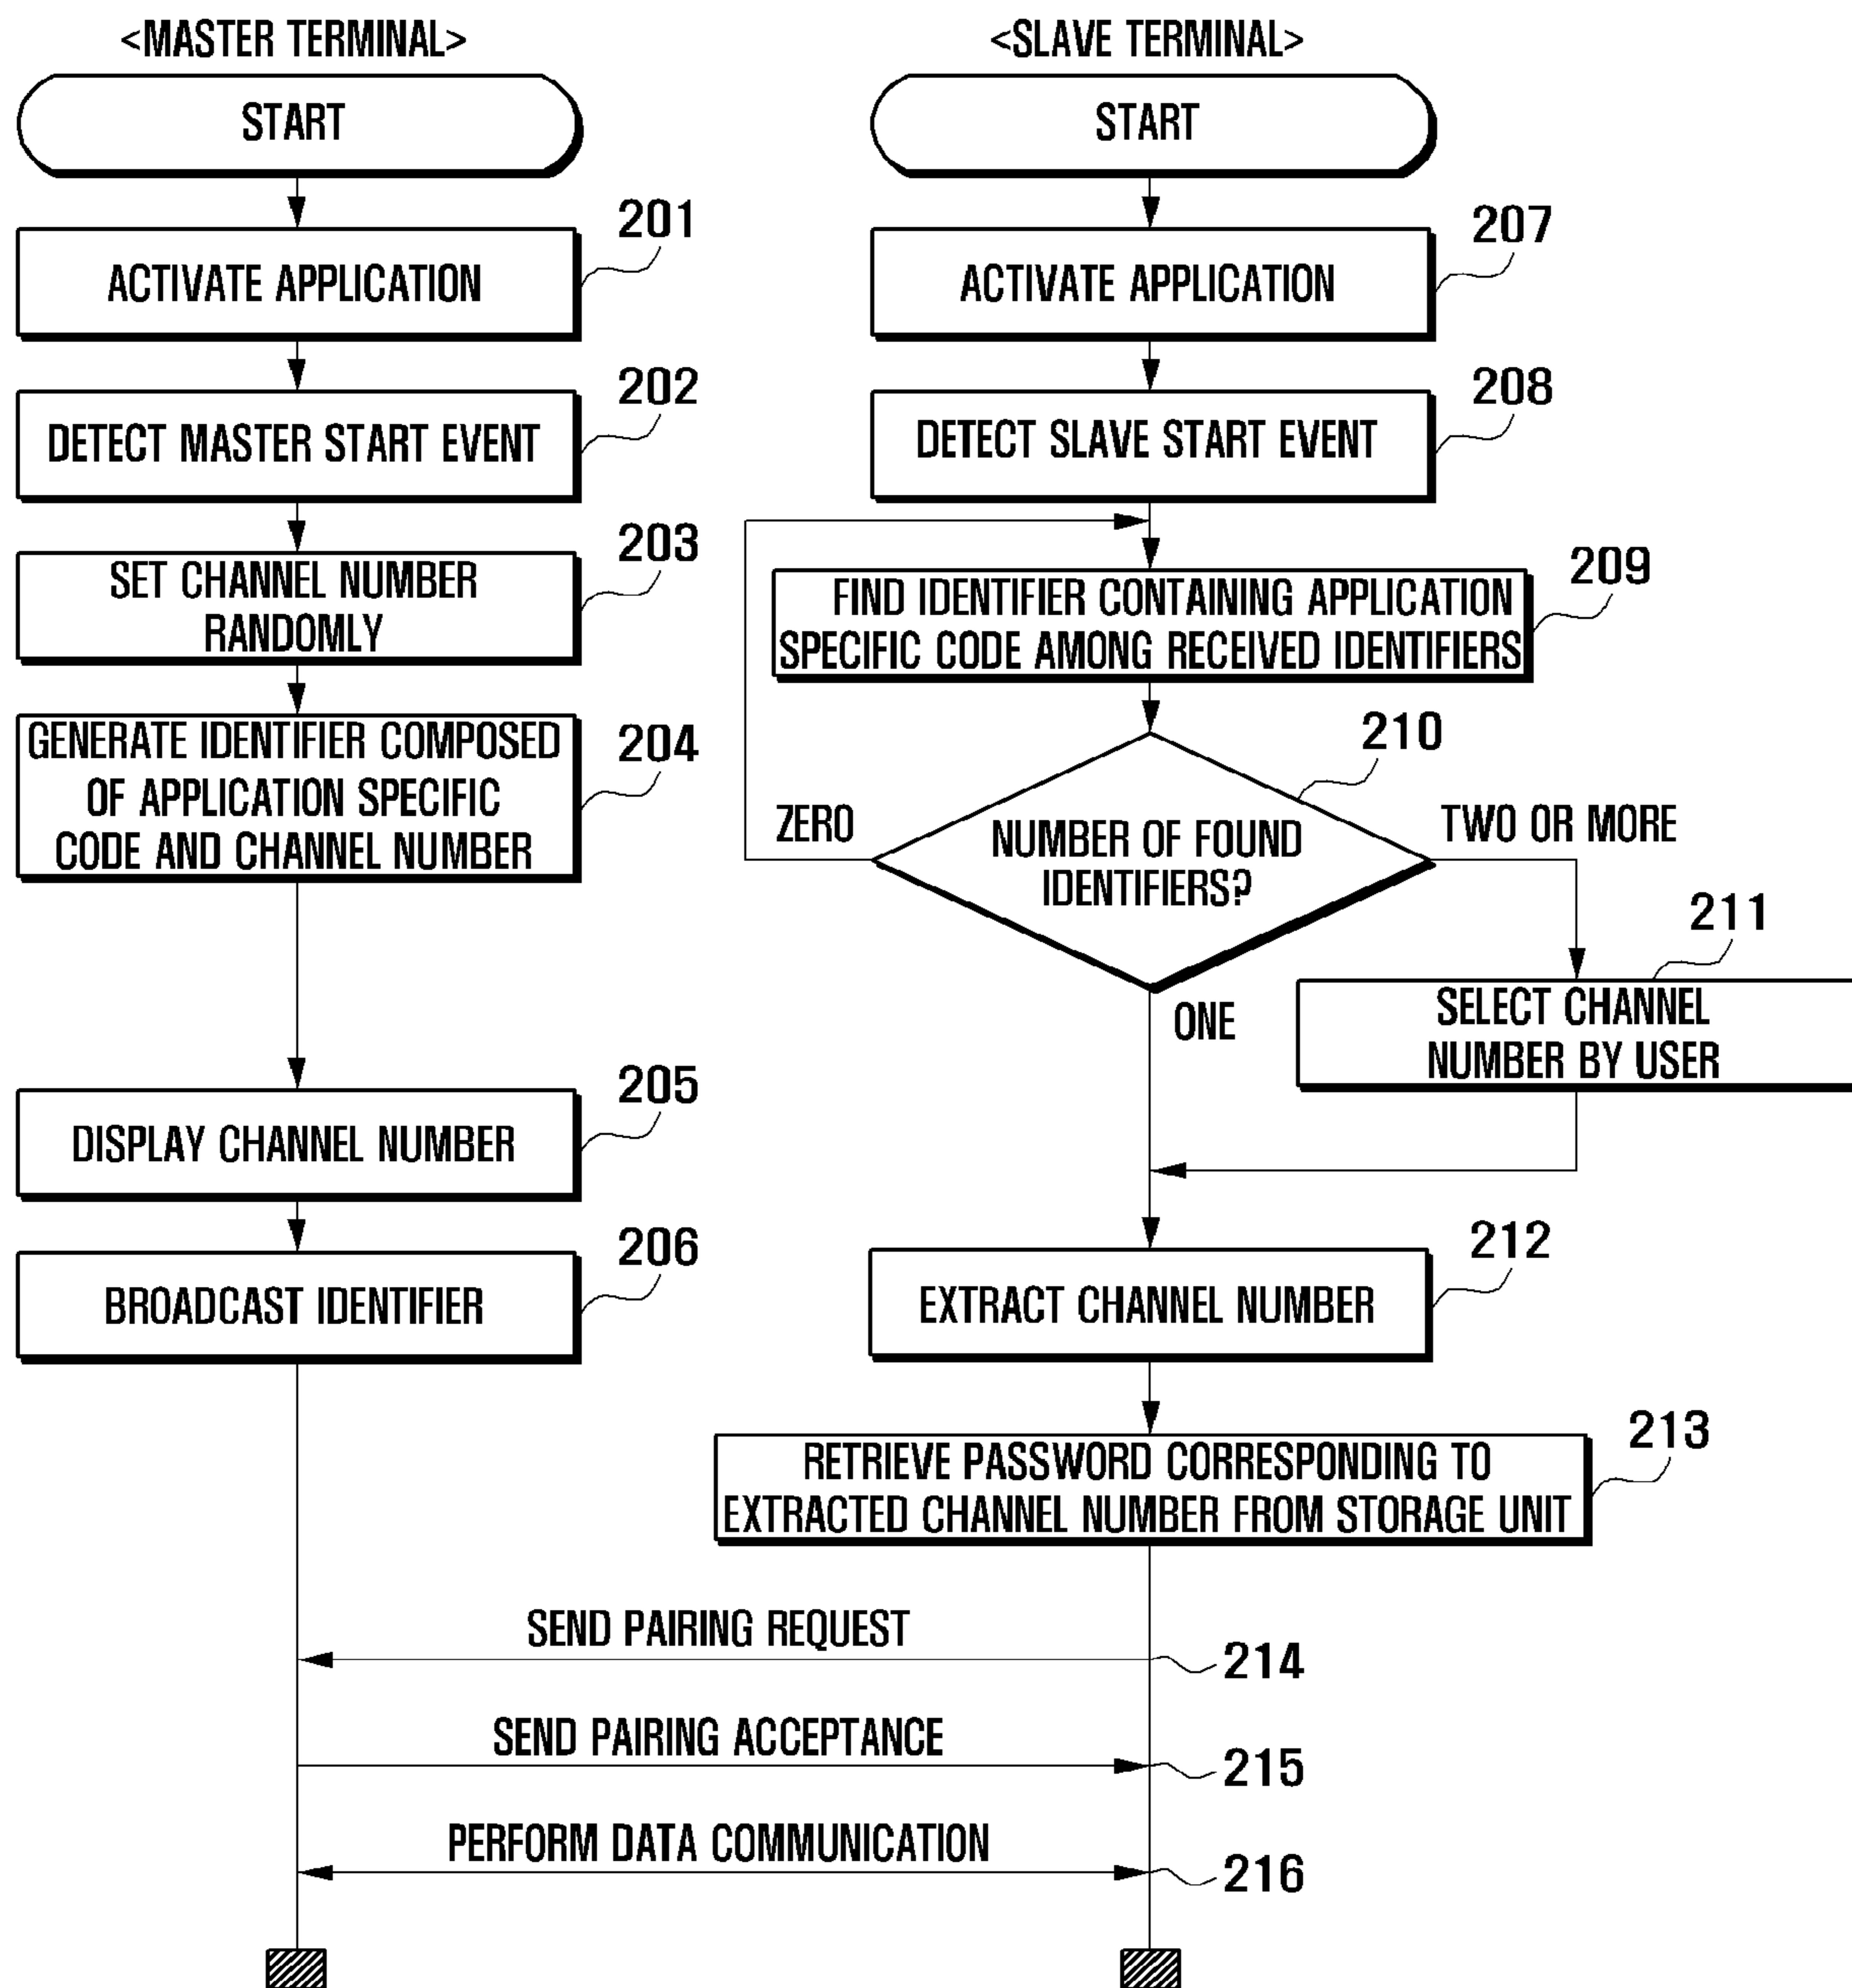 <MASTER TERMINAL>
START
201
ACTIVATE APPLICATION
202
DETECT MASTER START EVENT
203
SET CHANNEL NUMBER
RANDOMLY
204
GENERATE IDENTIFIER COMPOSED
OF APPLICATION SPECIFIC
CODE AND CHANNEL NUMBER
205
DISPLAY CHANNEL NUMBER
206
BROADCAST IDENTIFIER
<SLAVE TERMINAL>
START
207
ACTIVATE APPLICATION
208
DETECT SLAVE START EVENT
209
FIND IDENTIFIER CONTAINING APPLICATION
SPECIFIC CODE AMONG RECEIVED IDENTIFIERS
210
ZERO
NUMBER OF FOUND
IDENTIFIERS?
TWO OR MORE
211
ONE
SELECT CHANNEL
NUMBER BY USER
212
EXTRACT CHANNEL NUMBER
213
RETRIEVE PASSWORD CORRESPONDING TO
EXTRACTED CHANNEL NUMBER FROM STORAGE UNIT
SEND PAIRING REQUEST
214
SEND PAIRING ACCEPTANCE
215
PERFORM DATA COMMUNICATION
216